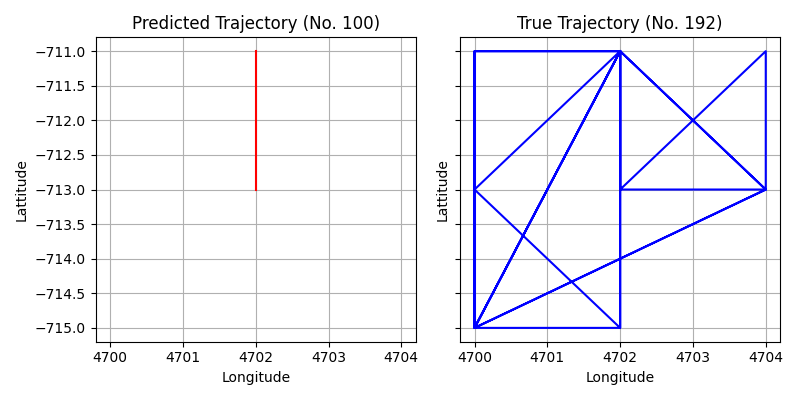 Predicted Trajectory (No. 100)
−711.0
−711.5
−712.0
−712.5
−713.0
−713.5
−714.0
−714.5
−715.0
Lattitude
4700 4701 4702 4703 4704
Longitude
True Trajectory (No. 192)
Lattitude
4700 4701 4702 4703 4704
Longitude